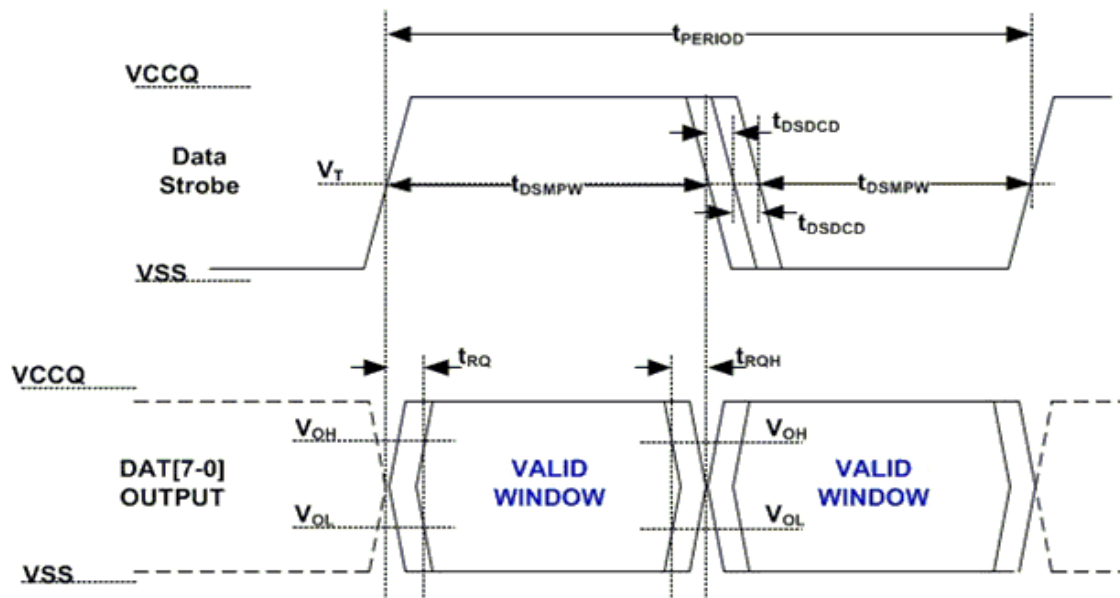 tPERIOD
VCCQ
tDSDCD
Data
Strobe
VT
tDSMPW
tDSMPW
tDSDCD
VSS
tRQ
tRQH
VCCQ
VOH
VOH
DAT[7-0]
OUTPUT
VALID
WINDOW
VALID
WINDOW
VOL
VOL
VSS